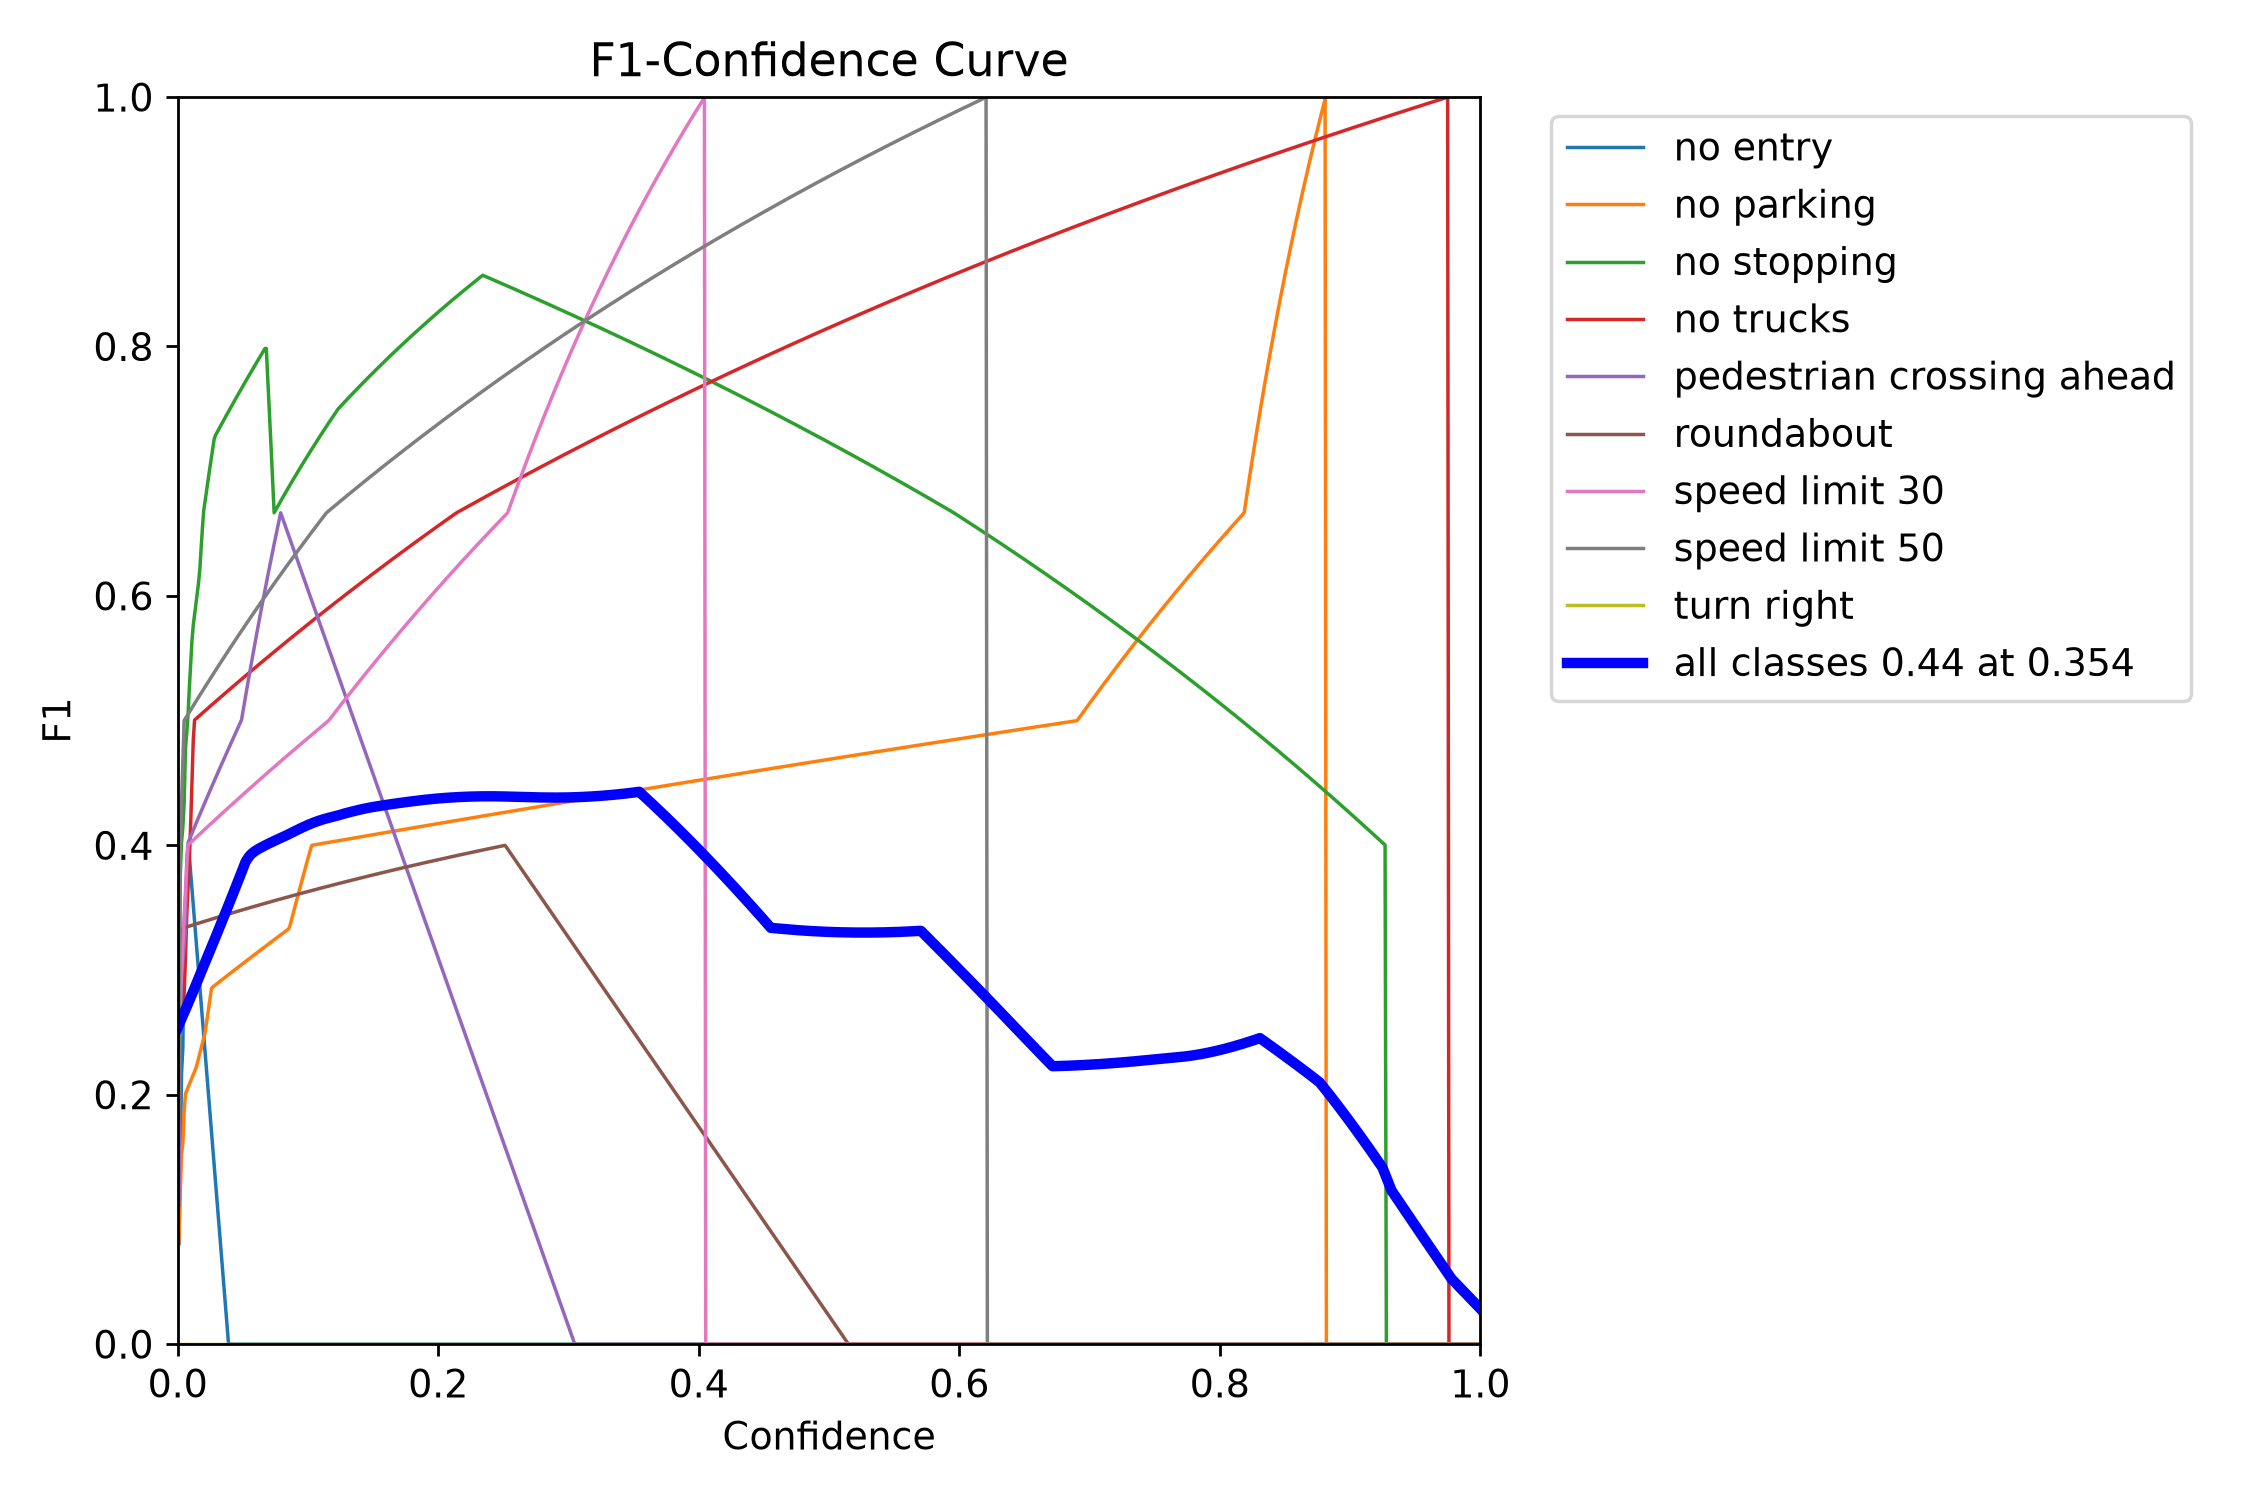 F1-Confidence Curve
1.0
0.8
0.6
0.4
0.2
0.0
F1
0.0 0.2 0.4 0.6 0.8 1.0
Confidence
no entry
no parking
no stopping
no trucks
pedestrian crossing ahead
roundabout
speed limit 30
speed limit 50
turn right
all classes 0.44 at 0.354